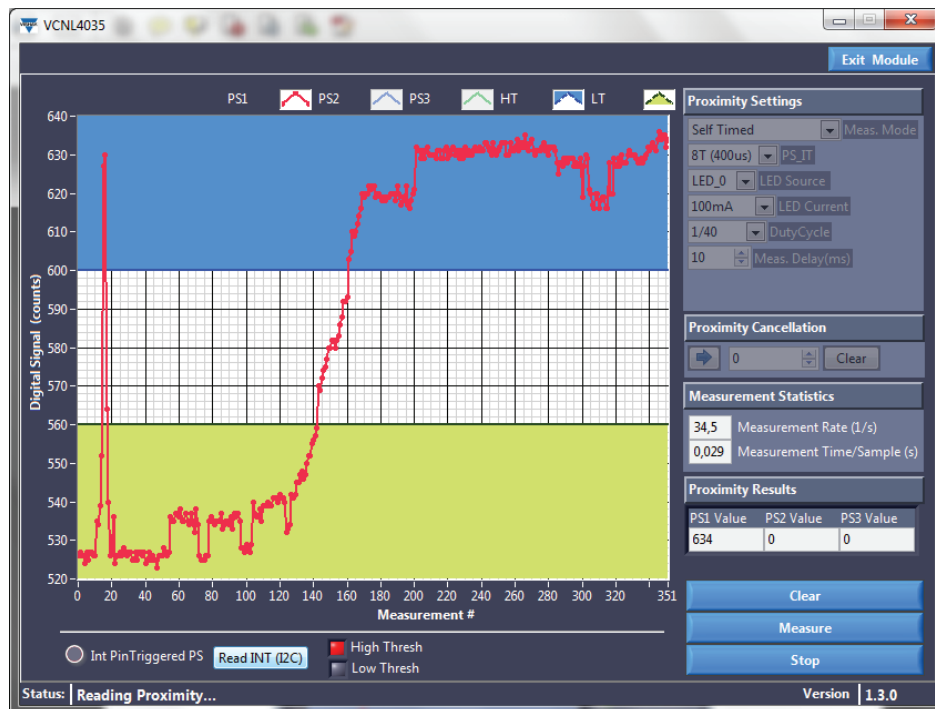 VCNL4035
Exit Module
PS1 PS2 PS3 HT LT
640
630
620
610
600
590
580
570
560
550
540
530
520
Digital Signal (counts)
0 20 40 60 80 100 120 140 160 180 200 220 240 260 280 300 320 351
Measurement #
Int PinTriggered PS
Read INT (I2C)
High Thresh
Low Thresh
Proximity Settings
Self Timed Meas. Mode
8T (400us) PS_IT
LED_0 LED Source
100mA LED Current
1/40 DutyCycle
10 Meas. Delay(ms)
Proximity Cancellation
0 Clear
Measurement Statistics
34,5 Measurement Rate (1/s)
0,029 Measurement Time/Sample (s)
Proximity Results
PS1 Value PS2 Value PS3 Value
634 0 0
Clear
Measure
Stop
Status: Reading Proximity...
Version 1.3.0